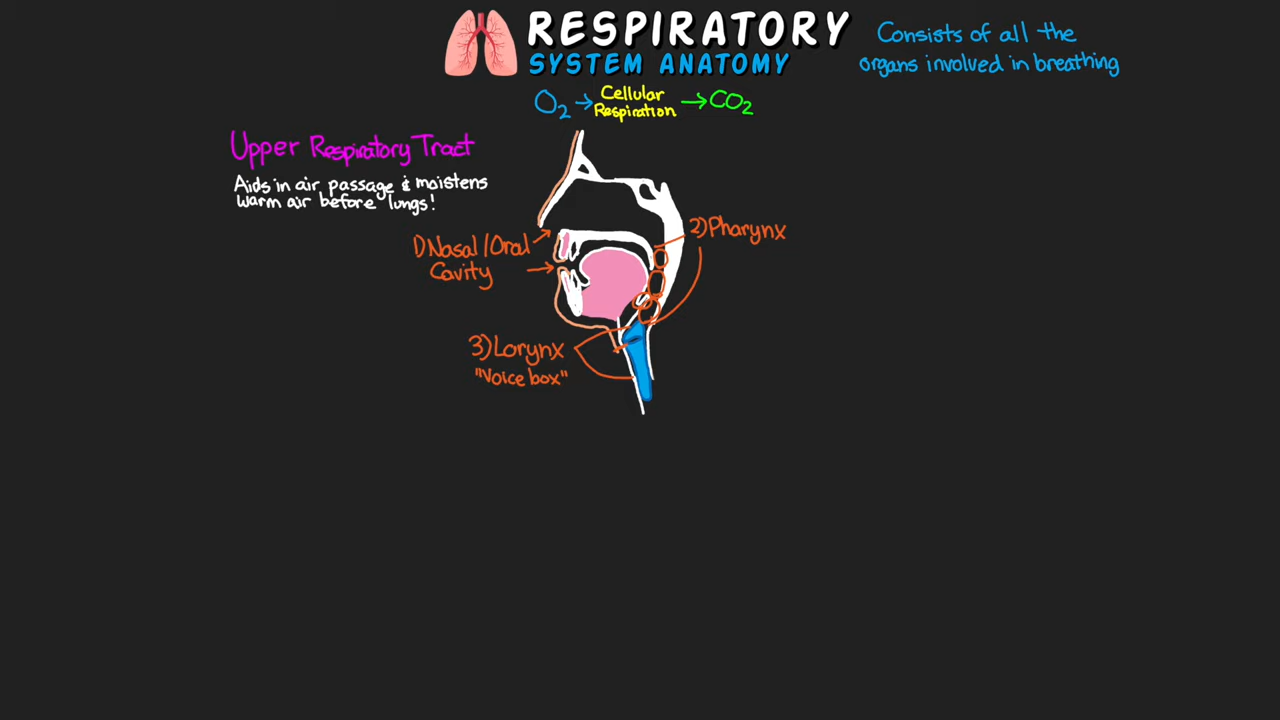 RESPIRATORY
SYSTEM ANATOMY
Consists of all the
organs involved in breathing
O2 → Cellular Respiration → CO2
Upper Respiratory Tract
Aids in air passage & moistens
warm air before lungs!
1) Nasal/Oral
Cavity
2) Pharynx
3) Lorynx
"Voice box"